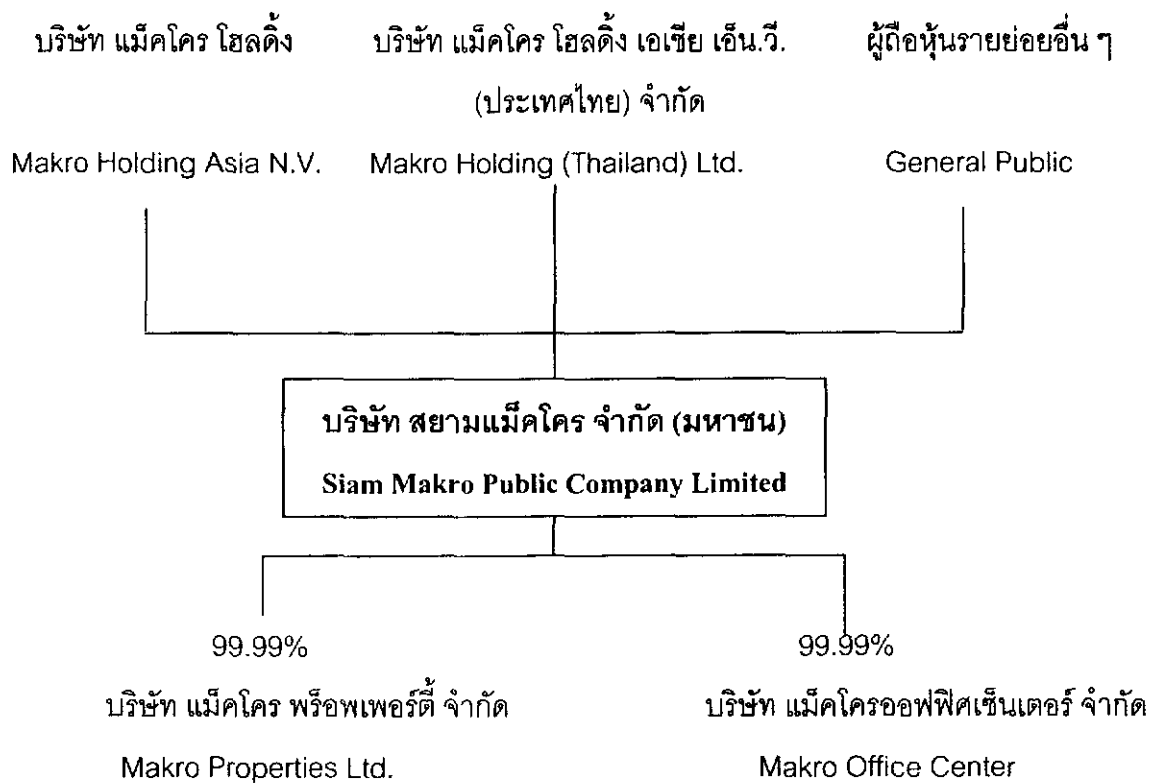 บริษัท แม็คโคร โฮลดิ้ง
บริษัท แม็คโคร โฮลดิ้ง เอเซีย เอ็น.วี.
ผู้ถือหุ้นรายย่อยอื่น ๆ
(ประเทศไทย) จำกัด
Makro Holding Asia N.V.
Makro Holding (Thailand) Ltd.
General Public
บริษัท สยามแม็คโคร จำกัด (มหาชน)
Siam Makro Public Company Limited
99.99%
99.99%
บริษัท แม็คโคร พร็อพเพอร์ตี้ จำกัด
บริษัท แม็คโครออฟฟิศเซ็นเตอร์ จำกัด
Makro Properties Ltd.
Makro Office Center